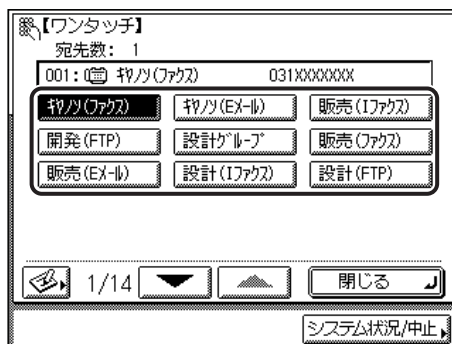 【ワンタッチ】
宛先数: 1
001: ｷﾔﾉﾝ(ﾌｧｸｽ) 031XXXXXXX
ｷﾔﾉﾝ(ﾌｧｸｽ) ｷﾔﾉﾝ(Eﾒｰﾙ) 販売(Iﾌｧｸｽ)
開発(FTP) 設計ｸﾞﾙｰﾌﾟ 販売(ﾌｧｸｽ)
販売(Eﾒｰﾙ) 設計(Iﾌｧｸｽ) 設計(FTP)
1/14 閉じる
システム状況/中止